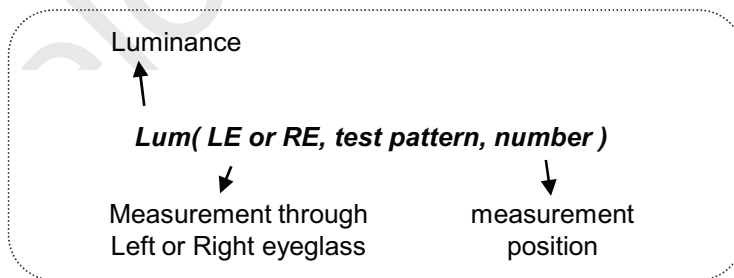 Luminance
Lum( LE or RE, test pattern, number )
Measurement through
Left or Right eyeglass
measurement
position